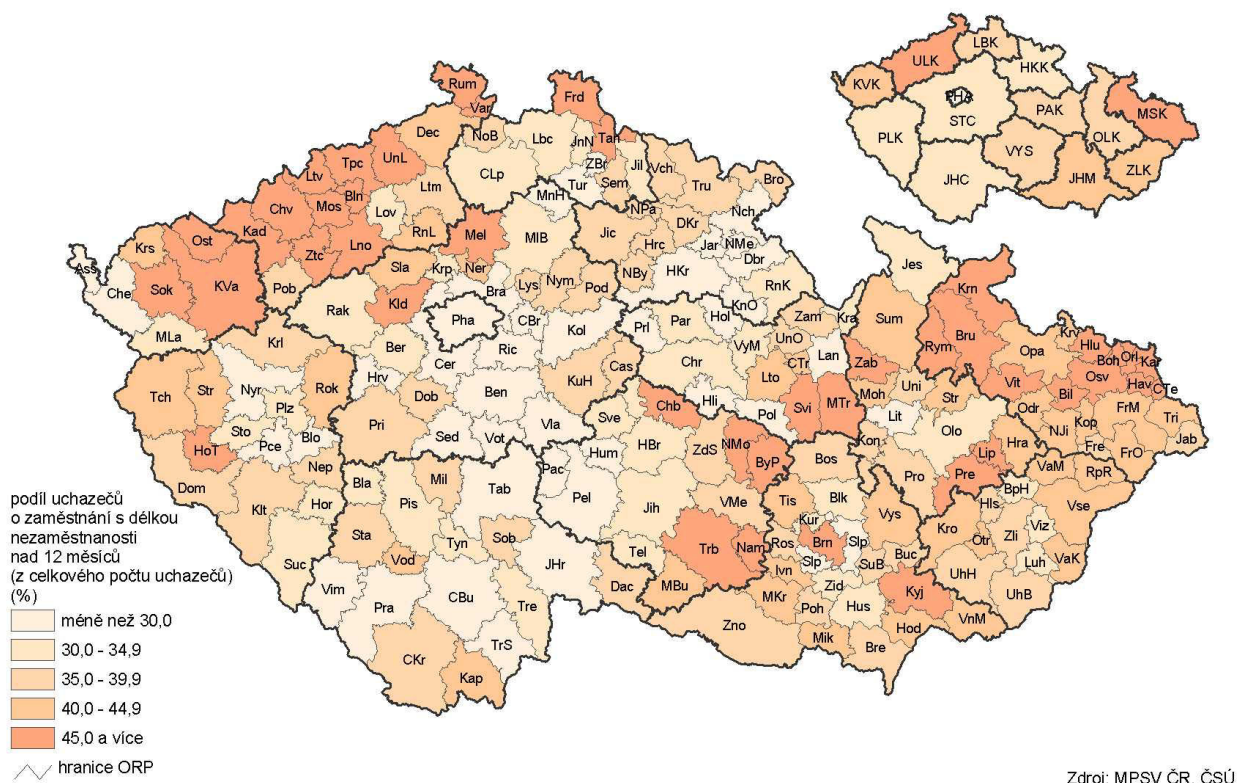 LBK
ULK
HKK
KVK
PHA
STC
PAK
MSK
PLK
OLK
VYS
JHC
JHM
ZLK
Rum
Var
Frd
Dec
NoB
Lbc
JnN
Tan
Tpc
UnL
Ltv
CLp
ZBr
Jil
Vch
Tur
Sem
Tru
Bro
Ltm
Bln
Mos
Chv
Lov
MnH
NPa
DKr
Nch
Kad
RnL
Mel
MlB
Jic
Hrc
Jar
NMe
Krs
Ost
Ztc
Lno
Dbr
Ass
Sla
Krp
Ner
HKr
Che
Sok
KVa
Pob
Kld
Bra
Lys
Nym
Pod
NBy
RnK
Jes
Rak
Pha
CBr
Kol
KnO
Krn
MLa
Krl
Ber
Ric
Prl
Par
Hol
Zam
Kra
Sum
Cer
VyM
UnO
Lan
Rym
Bru
Opa
Krv
Hlu
Tch
Str
Nyr
Rok
Hrv
Dob
Ben
KuH
Cas
Chr
CTr
Zab
Boh
Orl
Kar
Lto
Osv
Plz
Pri
Sve
Chb
Hli
Svi
MTr
Moh
Uni
Str
Vit
Bil
Hav
CTe
Sto
Pce
Blo
Sed
Vot
Vla
Pol
Lit
Odr
FrM
Tri
HoT
HBr
ZdS
NMo
ByP
Kon
Olo
NJi
Kop
Fre
FrO
Jab
Nep
Hum
Lip
Hra
Dom
Bla
Mil
Tab
Pac
Pel
Bos
Pro
Pre
VaM
RpR
Klt
Hor
Pis
VMe
Tis
Blk
Vys
BpH
Jih
Hls
Vse
Sta
Sob
Kur
Kro
Otr
Zli
Viz
Tyn
Tel
Trb
Nam
Ros
Brn
Slp
Vod
JHr
Ivn
Slp
SuB
Buc
Luh
VaK
Suc
Vim
CBu
Dac
MBu
MKr
Zid
UhH
Pra
Tre
Poh
Hus
Kyj
UhB
Zno
VnM
CKr
TrS
Mik
Bre
Hod
Kap
podíl uchazečů
o zaměstnání s délkou
nezaměstnanosti
nad 12 měsíců
(z celkového počtu uchazečů)
(%)
méně než 30,0
30,0 - 34,9
35,0 - 39,9
40,0 - 44,9
45,0 a více
hranice ORP
Zdroj: MPSV ČR, ČSÚ